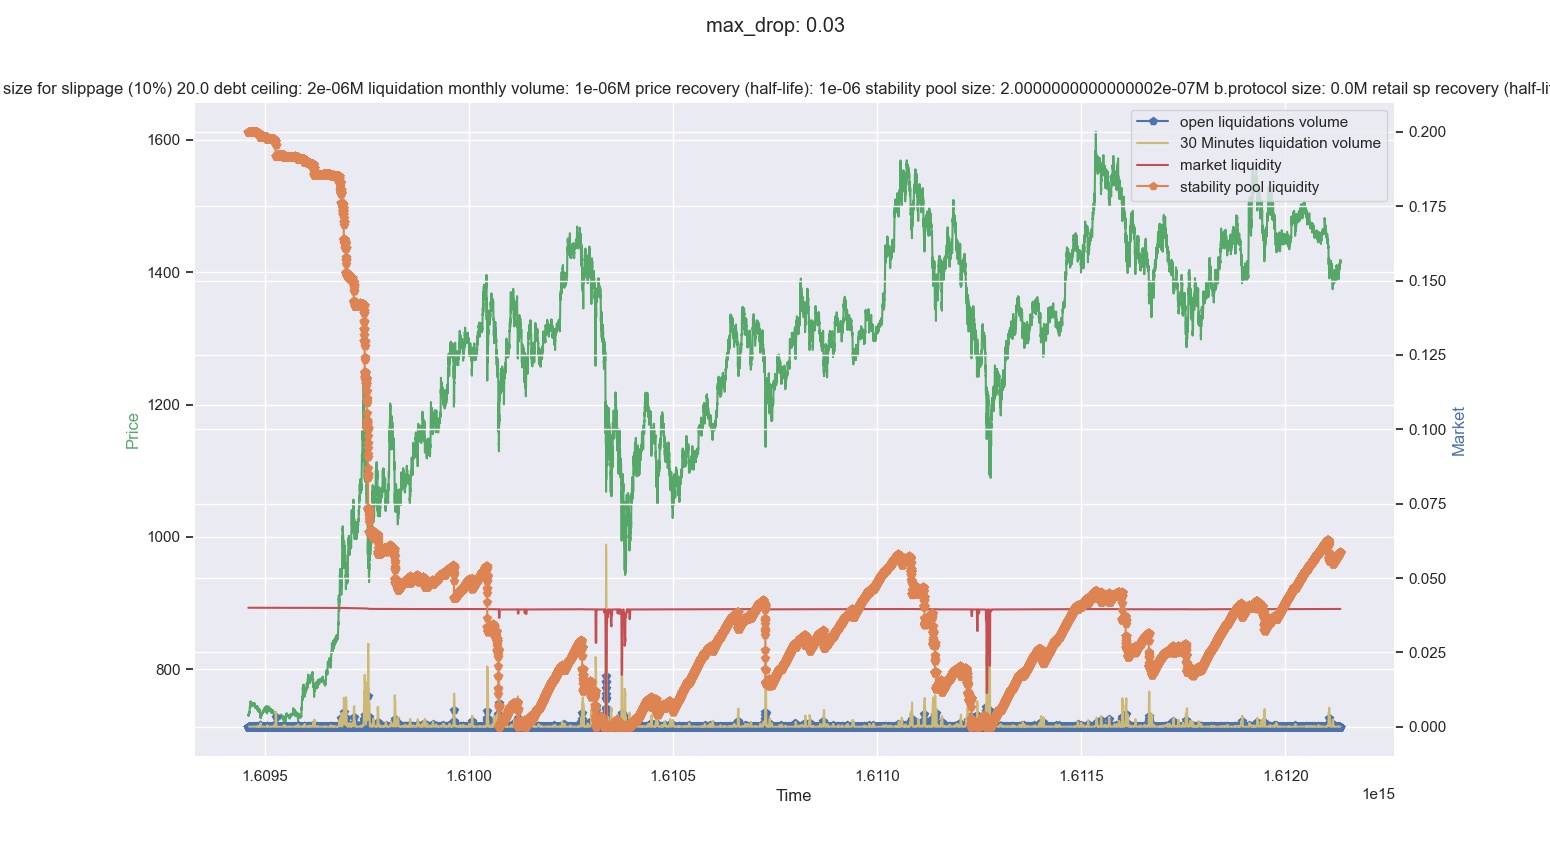 max_drop: 0.03
size for slippage (10%) 20.0 debt ceiling: 2e-06M liquidation monthly volume: 1e-06M price recovery (half-life): 1e-06 stability pool size: 2.0000000000000002e-07M b.protocol size: 0.0M retail sp recovery (half-li
open liquidations volume
30 Minutes liquidation volume
market liquidity
stability pool liquidity
1600
1400
1200
1000
800
Price
0.200
0.175
0.150
0.125
0.100
0.075
0.050
0.025
0.000
Market
1.6095
1.6100
1.6105
1.6110
1.6115
1.6120
1e15
Time